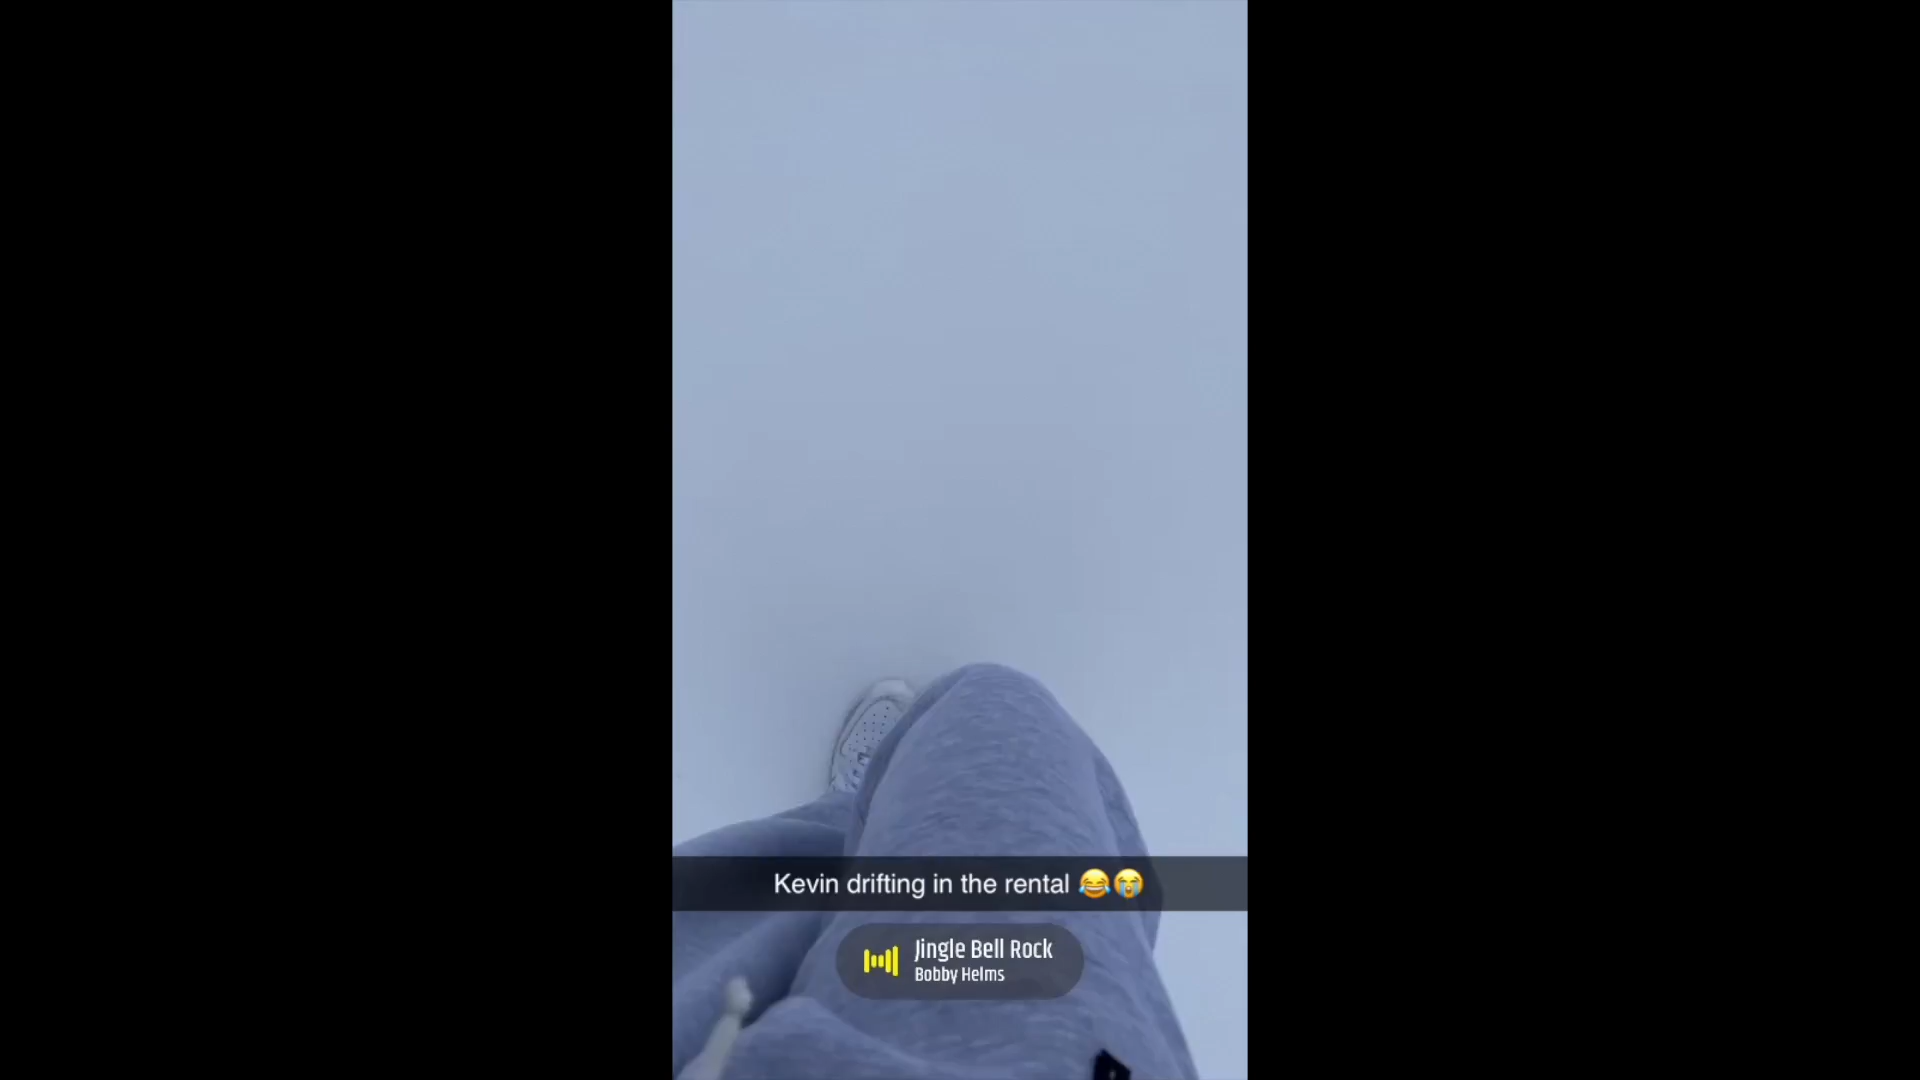 Kevin drifting in the rental 😂😭
Jingle Bell Rock
Bobby Helms